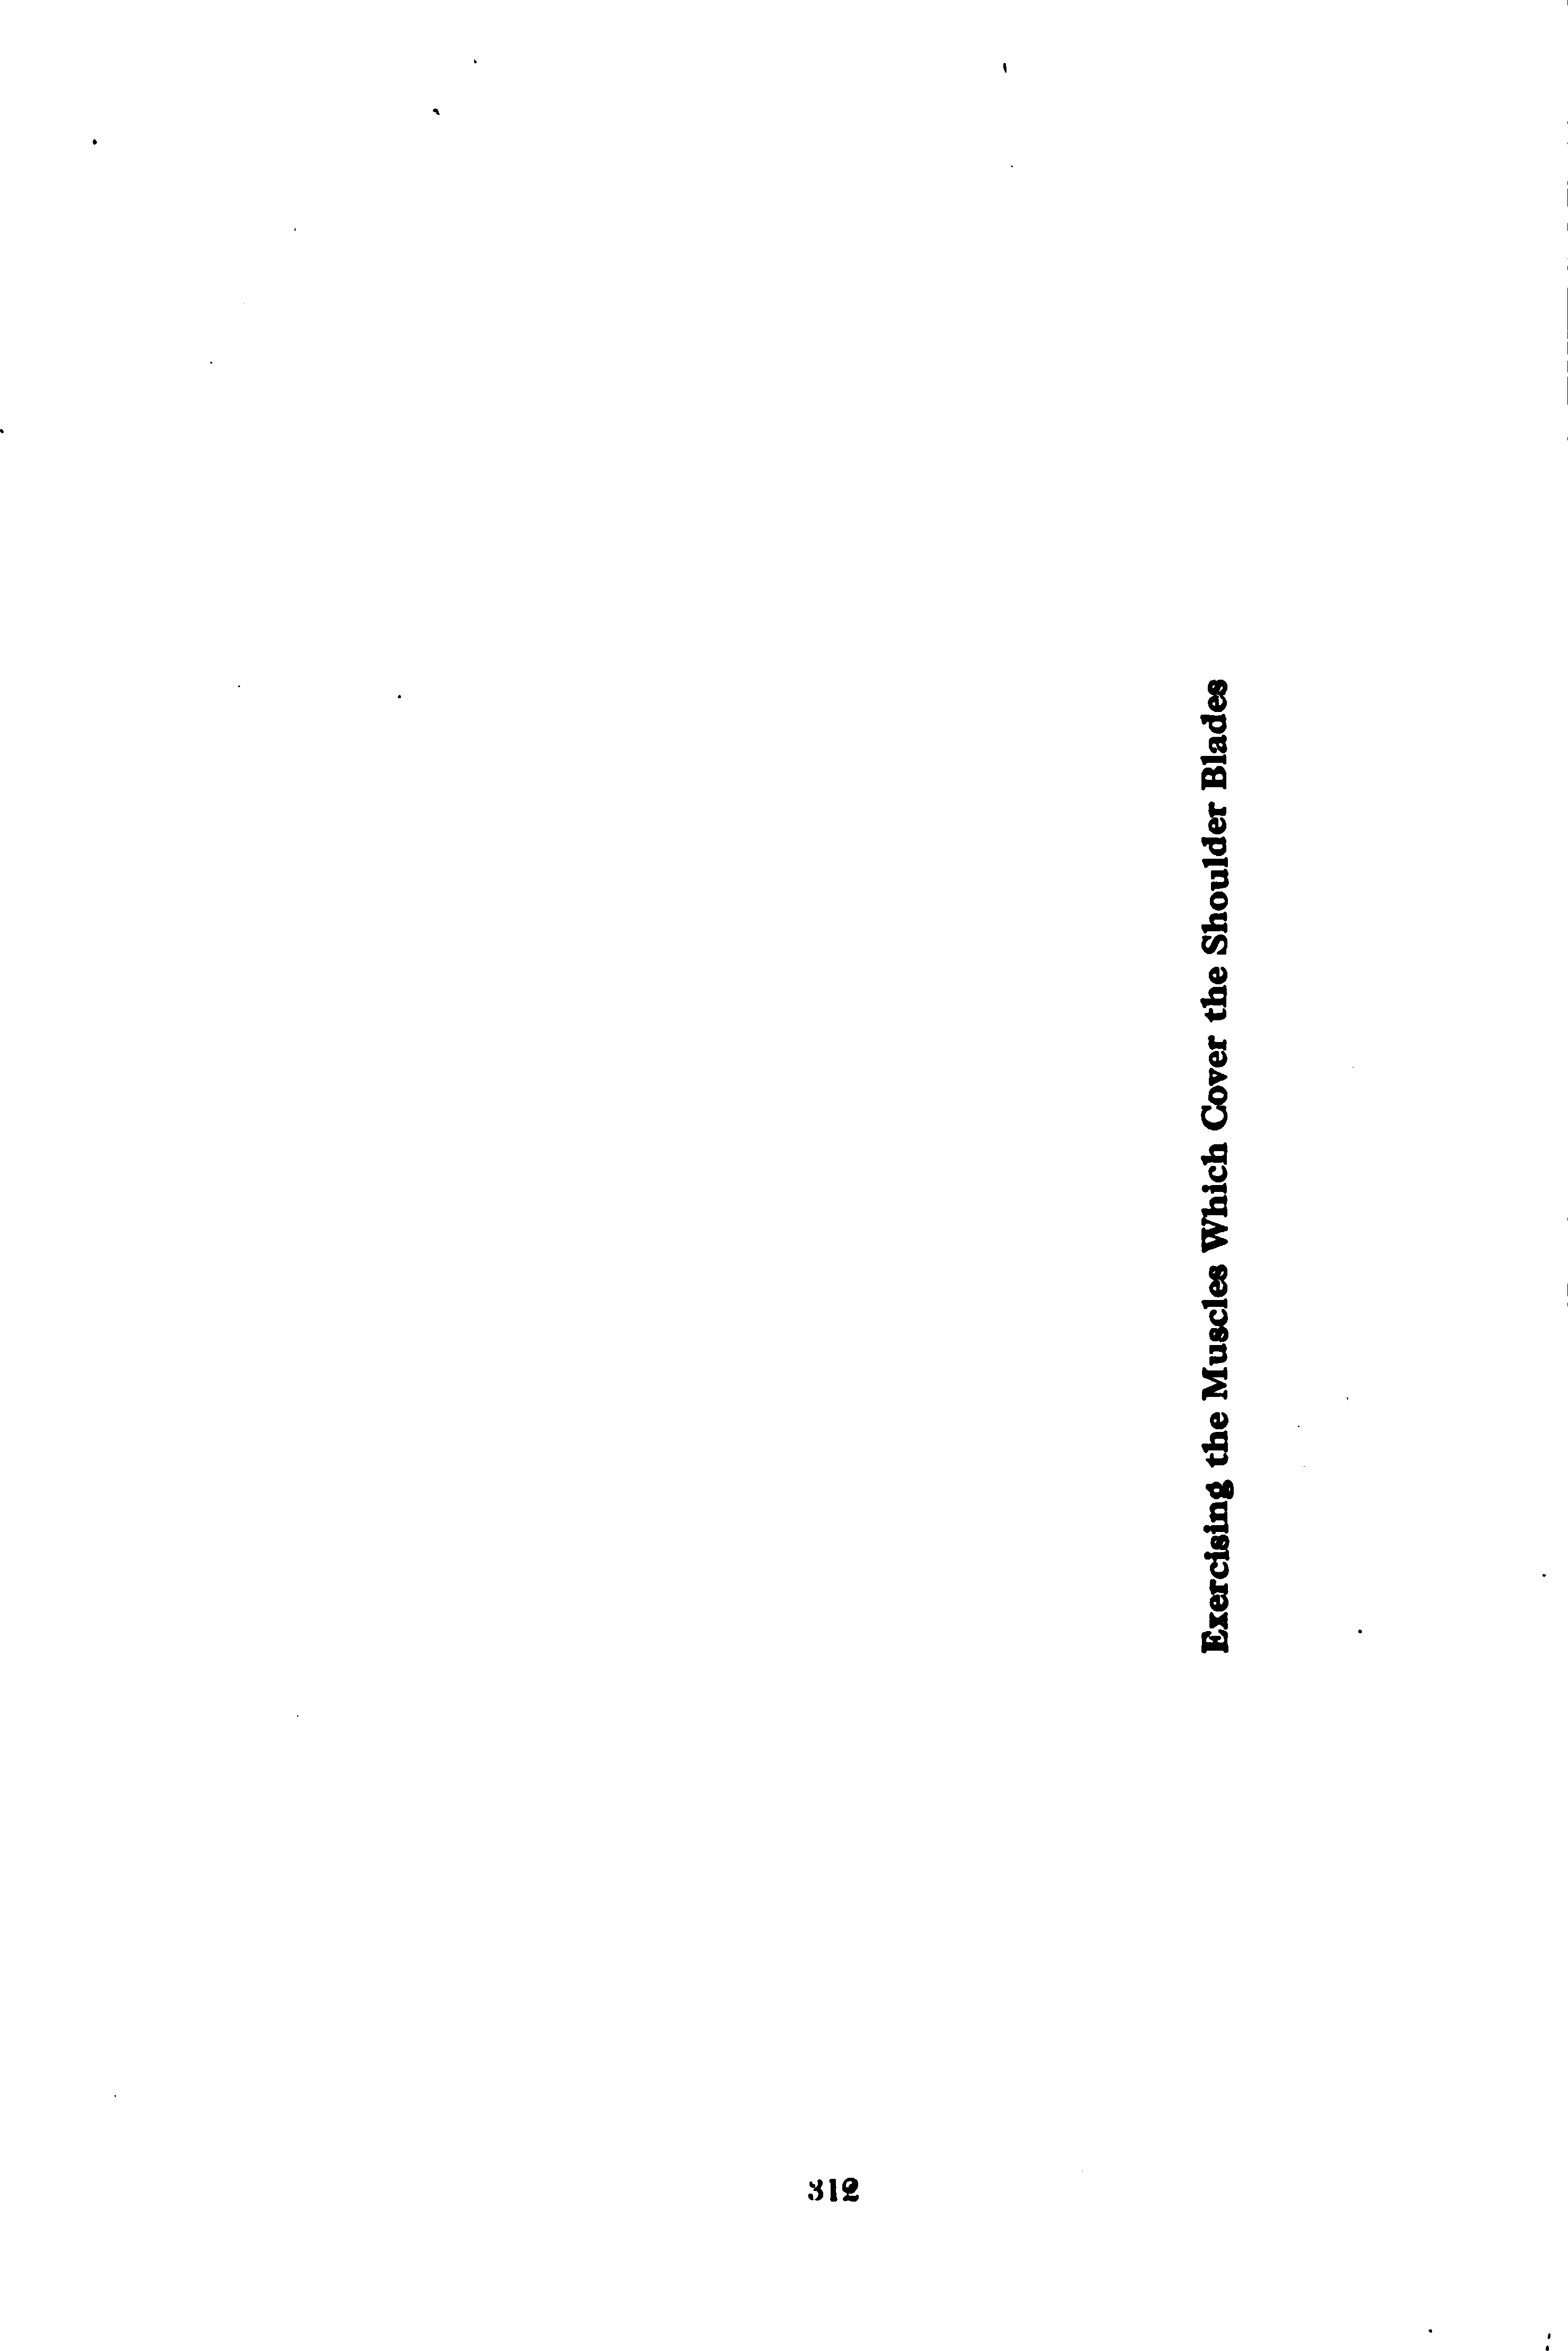 Exercising the Muscles Which Cover the Shoulder Blades
312